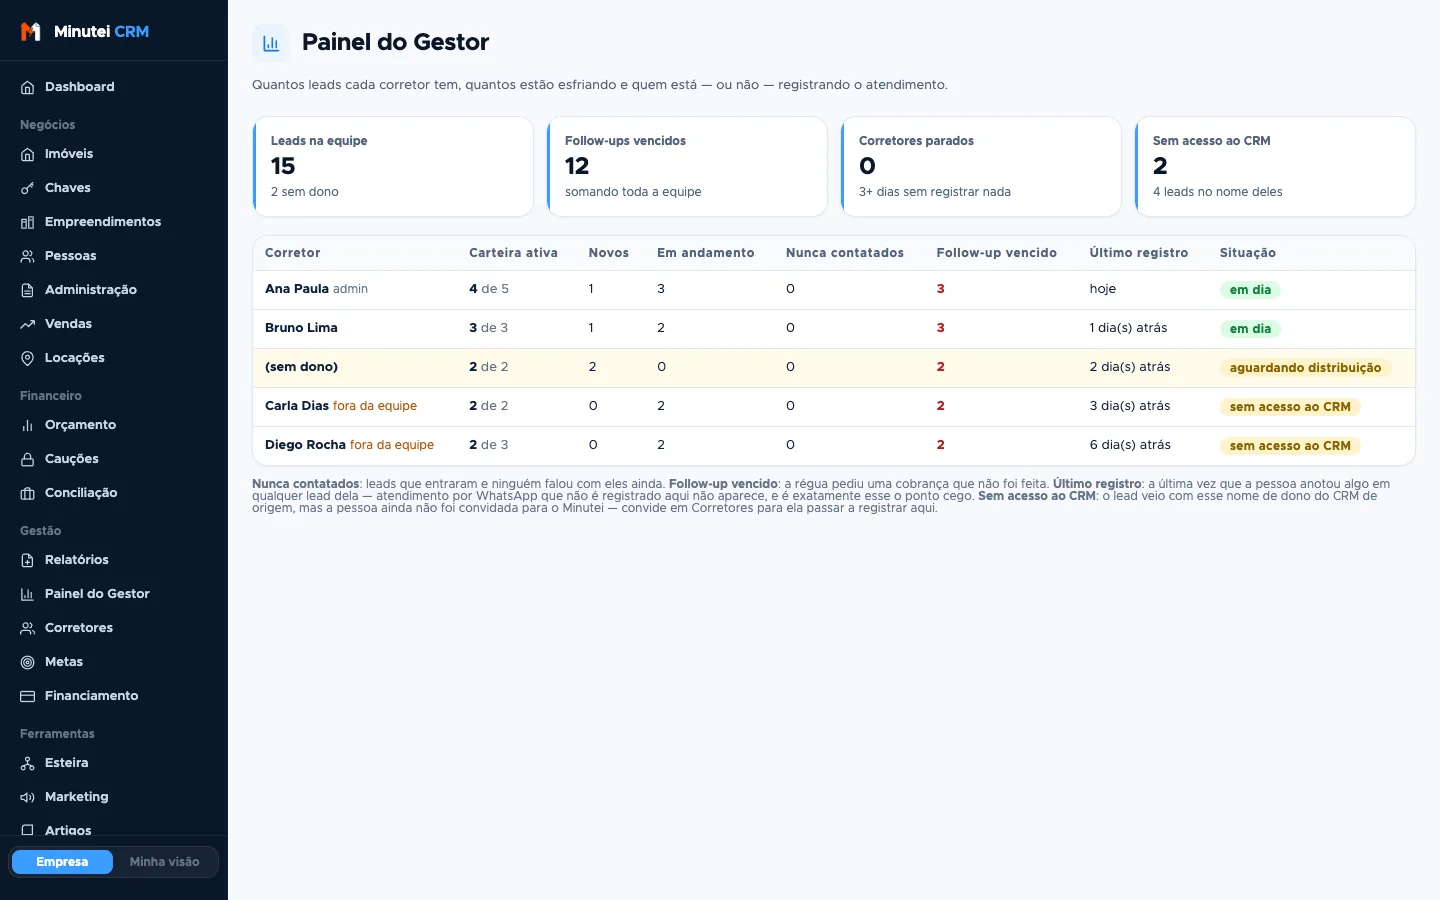 Minutei CRM
Dashboard
Negócios
Imóveis
Chaves
Empreendimentos
Pessoas
Administração
Vendas
Locações
Financeiro
Orçamento
Cauções
Conciliação
Gestão
Relatórios
Painel do Gestor
Corretores
Metas
Financiamento
Ferramentas
Esteira
Marketing
Artigos
Empresa Minha visão
Painel do Gestor
Quantos leads cada corretor tem, quantos estão esfriando e quem está — ou não — registrando o atendimento.
Leads na equipe
15
2 sem dono
Follow-ups vencidos
12
somando toda a equipe
Corretores parados
0
3+ dias sem registrar nada
Sem acesso ao CRM
2
4 leads no nome deles
Corretor Carteira ativa Novos Em andamento Nunca contatados Follow-up vencido Último registro Situação
Ana Paula admin 4 de 5 1 3 0 3 hoje em dia
Bruno Lima 3 de 3 1 2 0 3 1 dia(s) atrás em dia
(sem dono) 2 de 2 2 0 0 2 2 dia(s) atrás aguardando distribuição
Carla Dias fora da equipe 2 de 2 0 2 0 2 3 dia(s) atrás sem acesso ao CRM
Diego Rocha fora da equipe 2 de 3 0 2 0 2 6 dia(s) atrás sem acesso ao CRM
Nunca contatados: leads que entraram e ninguém falou com eles ainda. Follow-up vencido: a régua pediu uma cobrança que não foi feita. Último registro: a última vez que a pessoa anotou algo em
qualquer lead dela — atendimento por WhatsApp que não é registrado aqui não aparece, e é exatamente esse o ponto cego. Sem acesso ao CRM: o lead veio com esse nome de dono do CRM de
origem, mas a pessoa ainda não foi convidada para o Minutei — convide em Corretores para ela passar a registrar aqui.